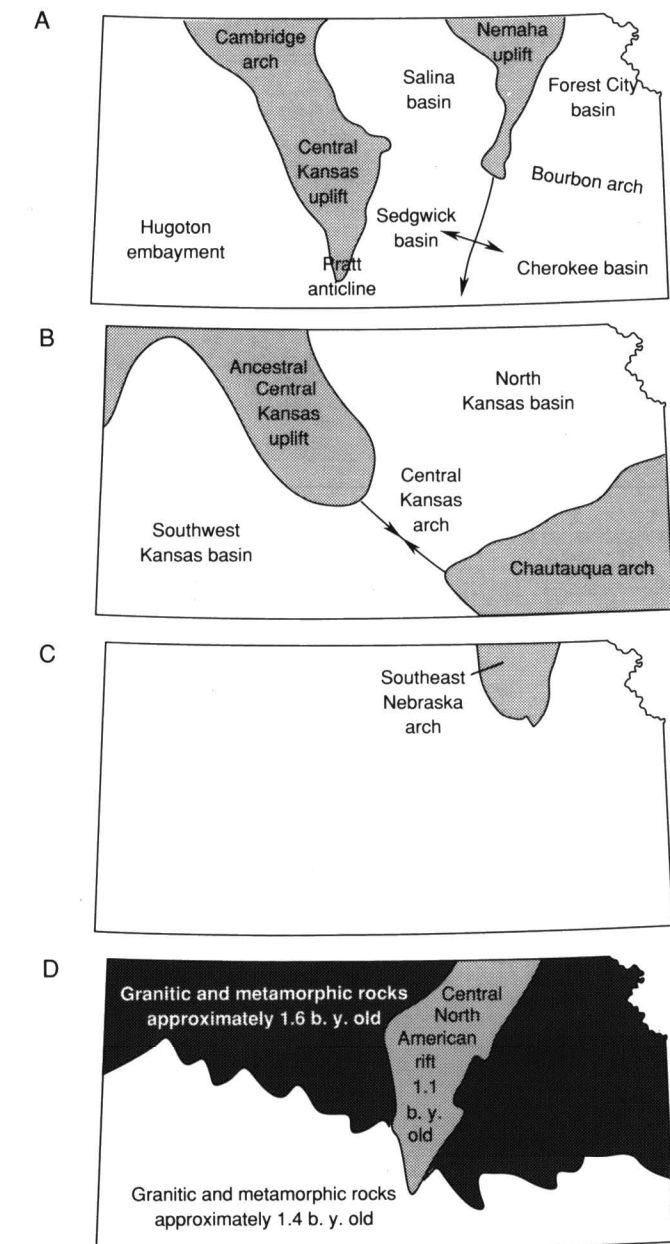 A
Cambridge
arch
Nemaha
uplift
Salina
basin
Forest City
basin
Central
Kansas
uplift
Bourbon arch
Sedgwick
basin
Hugoton
embayment
Pratt
anticline
Cherokee basin
B
Ancestral
Central
Kansas
uplift
North
Kansas basin
Central
Kansas
arch
Southwest
Kansas basin
Chautauqua arch
C
Southeast
Nebraska
arch
D
Granitic and metamorphic rocks
approximately 1.6 b. y. old
Central
North
American
rift
1.1
b. y.
old
Granitic and metamorphic rocks
approximately 1.4 b. y. old